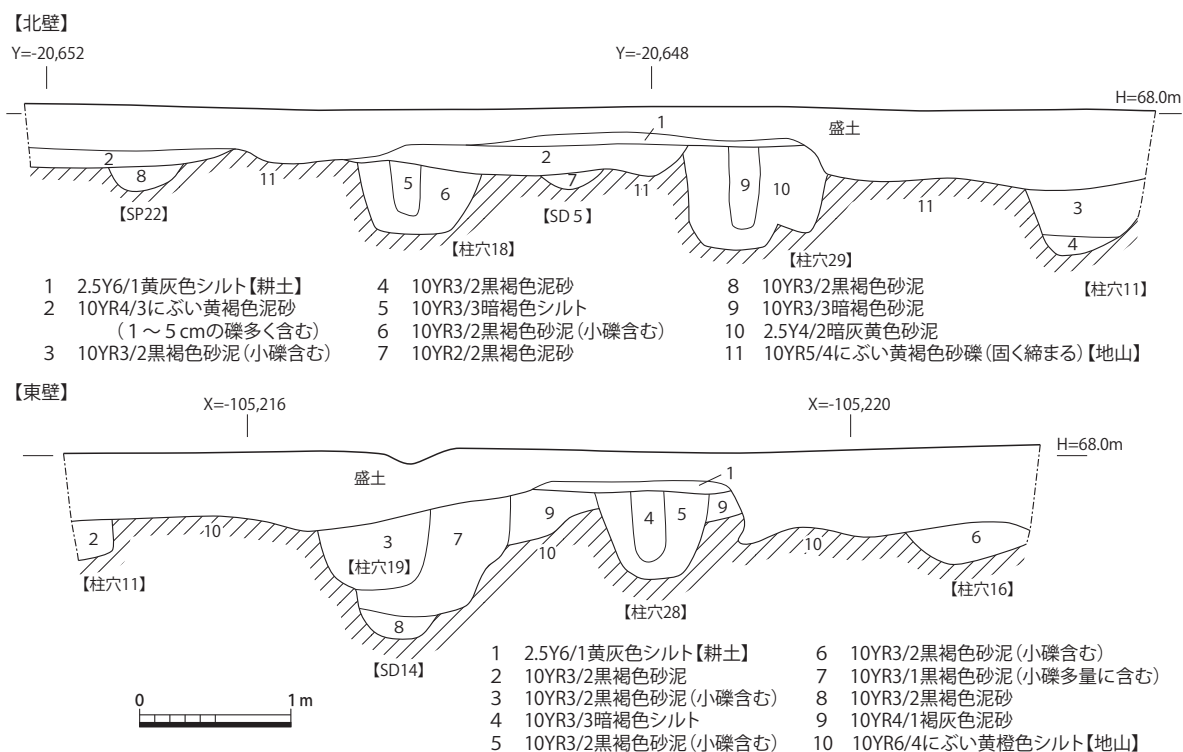 【北壁】
Y=-20,652
Y=-20,648
H=68.0m
1
盛土
2
8
11
5
6
2
7
11
9
10
11
3
4
【SP22】
【柱穴18】
【SD 5】
【柱穴29】
【柱穴11】
1 2.5Y6/1黄灰色シルト【耕土】
2 10YR4/3にぶい黄褐色泥砂
（１～５cmの礫多く含む）
3 10YR3/2黒褐色砂泥（小礫含む）
4 10YR3/2黒褐色泥砂
5 10YR3/3暗褐色シルト
6 10YR3/2黒褐色砂泥（小礫含む）
7 10YR2/2黒褐色泥砂
8 10YR3/2黒褐色砂泥
9 10YR3/3暗褐色砂泥
10 2.5Y4/2暗灰黄色砂泥
11 10YR5/4にぶい黄褐色砂礫（固く締まる）【地山】
【東壁】
X=-105,216
X=-105,220
H=68.0m
盛土
1
2
10
3
7
9
10
4
5
9
10
6
8
【柱穴11】
【柱穴19】
【SD14】
【柱穴28】
【柱穴16】
0 1 m
1 2.5Y6/1黄灰色シルト【耕土】
2 10YR3/2黒褐色砂泥
3 10YR3/2黒褐色砂泥（小礫含む）
4 10YR3/3暗褐色シルト
5 10YR3/2黒褐色砂泥（小礫含む）
6 10YR3/2黒褐色砂泥（小礫含む）
7 10YR3/1黒褐色砂泥（小礫多量に含む）
8 10YR3/2黒褐色泥砂
9 10YR4/1褐灰色泥砂
10 10YR6/4にぶい黄橙色シルト【地山】